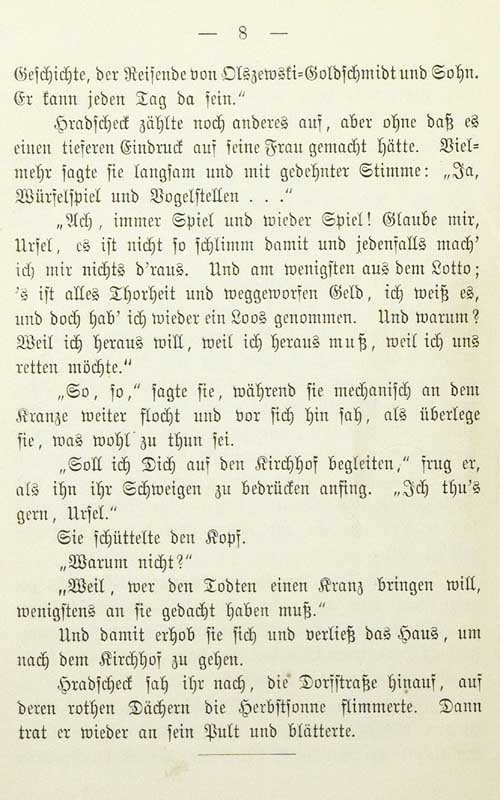 — 8 —
Geschichte, der Reisende von Olszewski-Goldschmidt und Sohn.
Er kann jeden Tag da sein.“
Hradscheck zählte noch anderes auf, aber ohne daß es
einen tieferen Eindruck auf seine Frau gemacht hätte. Viel-
mehr sagte sie langsam und mit gedehnter Stimme: „Ja,
Würfelspiel und Vogelstellen . . .“
„Ach, immer Spiel und wieder Spiel! Glaube mir,
Ursel, es ist nicht so schlimm damit und jedenfalls mach’
ich mir nichts d’raus. Und am wenigsten aus dem Lotto;
’s ist alles Thorheit und weggeworfen Geld, ich weiß es,
und doch hab’ ich wieder ein Loos genommen. Und warum?
Weil ich heraus will, weil ich heraus muß, weil ich uns
retten möchte.“
„So, so,“ sagte sie, während sie mechanisch an dem
Kranze weiter flocht und vor sich hin sah, als überlege
sie, was wohl zu thun sei.
„Soll ich Dich auf den Kirchhof begleiten,“ frug er,
als ihn ihr Schweigen zu bedrücken anfing. „Ich thu’s
gern, Ursel.“
Sie schüttelte den Kopf.
„Warum nicht?“
„Weil, wer den Todten einen Kranz bringen will,
wenigstens an sie gedacht haben muß.“
Und damit erhob sie sich und verließ das Haus, um
nach dem Kirchhof zu gehen.
Hradscheck sah ihr nach, die Dorfstraße hinauf, auf
deren rothen Dächern die Herbstsonne flimmerte. Dann
trat er wieder an sein Pult und blätterte.